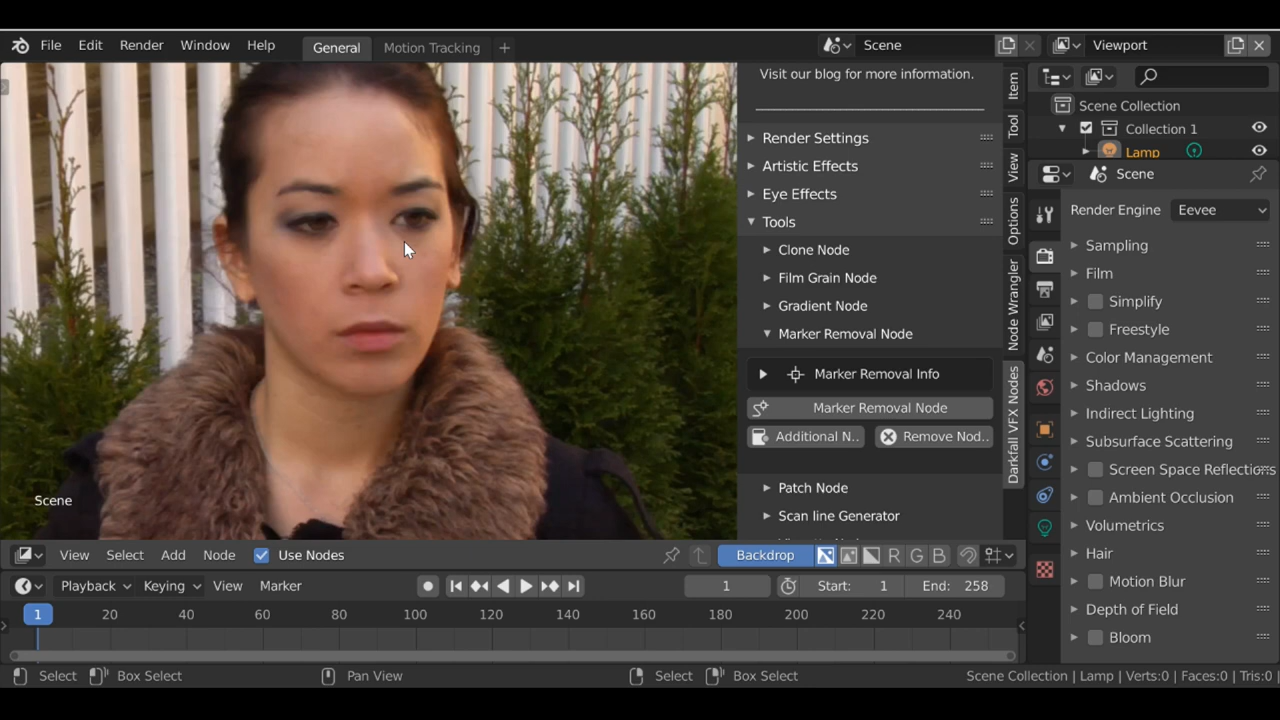 File Edit Render Window Help General Motion Tracking + Scene Viewport
Visit our blog for more information.
Render Settings
Artistic Effects
Eye Effects
Tools
Clone Node
Film Grain Node
Gradient Node
Marker Removal Node
Marker Removal Info
Marker Removal Node
Additional N.. Remove Nod..
Patch Node
Scan line Generator
Item
Tool
View
Options
Node Wrangler
Darkfall VFX Nodes
Scene Collection
Collection 1
Lamp
Scene
Render Engine Eevee
Sampling
Film
Simplify
Freestyle
Color Management
Shadows
Indirect Lighting
Subsurface Scattering
Screen Space Reflections
Ambient Occlusion
Volumetrics
Hair
Motion Blur
Depth of Field
Bloom
Scene
View Select Add Node Use Nodes Backdrop R G B
Playback Keying View Marker 1 Start: 1 End: 258
1 20 40 60 80 100 120 140 160 180 200 220 240
Select Box Select Pan View Select Box Select Scene Collection | Lamp | Verts:0 | Faces:0 | Tris:0 |